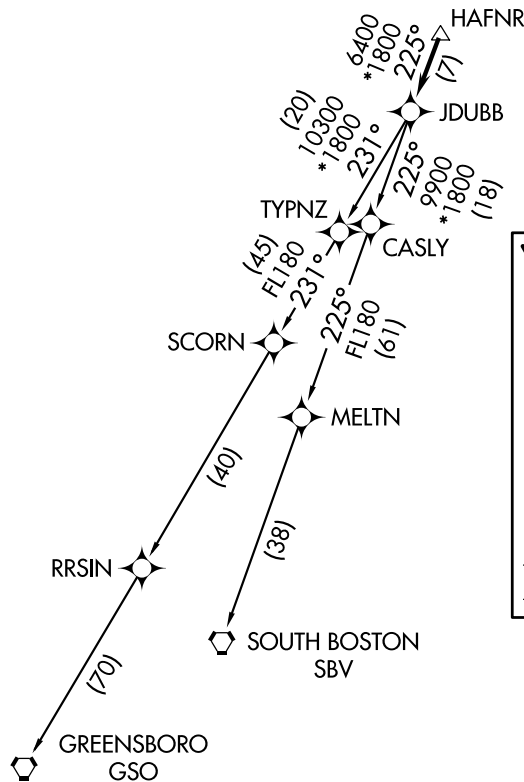 HAFNR
6400
*1800
225°
(7)
JDUBB
(20)
10300
*1800
231°
225°
9900
*1800
(18)
TYPNZ
CASLY
(45)
FL180
231°
225°
FL180
(61)
SCORN
MELTN
(40)
(38)
RRSIN
SOUTH BOSTON
SBV
(70)
GREENSBORO
GSO